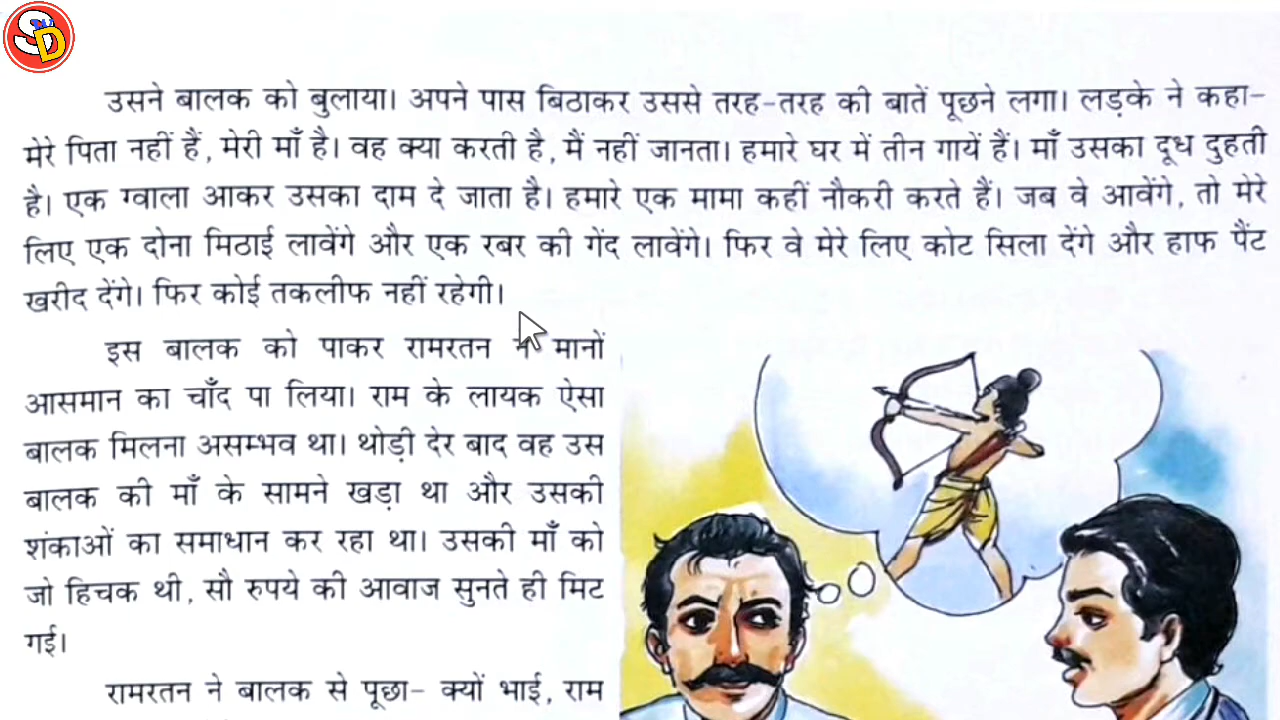 SD
उसने बालक को बुलाया। अपने पास बिठाकर उससे तरह-तरह की बातें पूछने लगा। लड़के ने कहा-
मेरे पिता नहीं हैं, मेरी माँ है। वह क्या करती है, मैं नहीं जानता। हमारे घर में तीन गायें हैं। माँ उसका दूध दुहती
है। एक ग्वाला आकर उसका दाम दे जाता है। हमारे एक मामा कहीं नौकरी करते हैं। जब वे आवेंगे, तो मेरे
लिए एक दोना मिठाई लावेंगे और एक रबर की गेंद लावेंगे। फिर वे मेरे लिए कोट सिला देंगे और हाफ पैंट
खरीद देंगे। फिर कोई तकलीफ नहीं रहेगी।
इस बालक को पाकर रामरतन ने मानों
आसमान का चाँद पा लिया। राम के लायक ऐसा
बालक मिलना असम्भव था। थोड़ी देर बाद वह उस
बालक की माँ के सामने खड़ा था और उसकी
शंकाओं का समाधान कर रहा था। उसकी माँ को
जो हिचक थी, सौ रुपये की आवाज सुनते ही मिट
गई।
रामरतन ने बालक से पूछा- क्यों भाई, राम